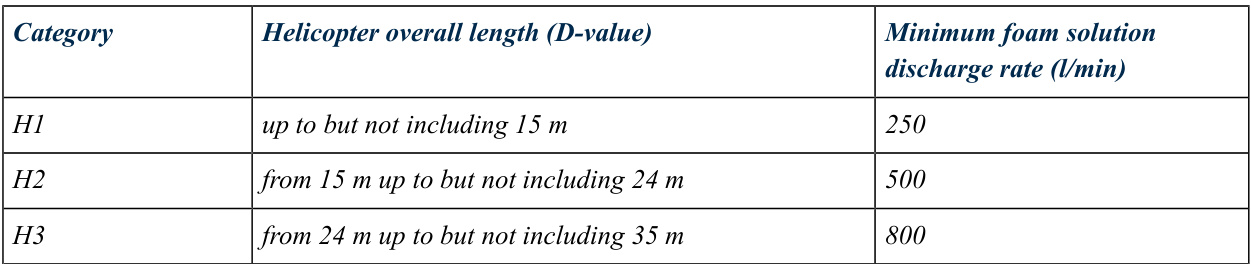 Category Helicopter overall length (D-value) Minimum foam solution
discharge rate (l/min)
H1 up to but not including 15 m 250
H2 from 15 m up to but not including 24 m 500
H3 from 24 m up to but not including 35 m 800